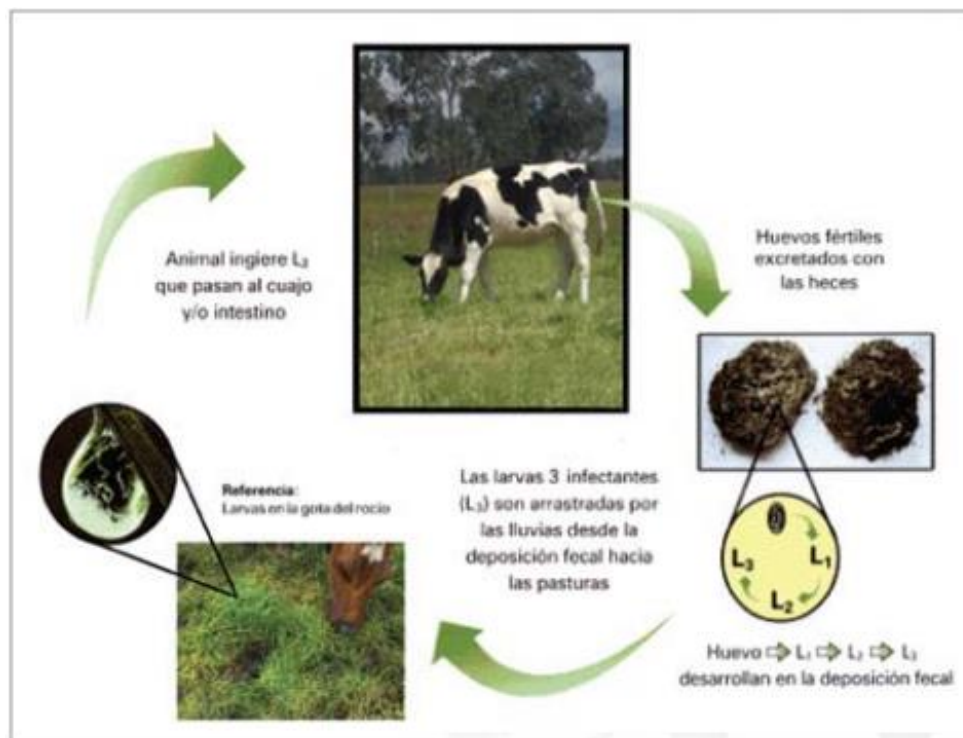 Animal ingiere L₃
que pasan al cuajo
y/o intestino
Huevos fértiles
excretados con
las heces
Las larvas 3 infectantes
(L₃) son arrastradas por
las lluvias desde la
deposición fecal hacia
las pasturas
Referencia:
Larvas en la gota del rocío
L₁
L₂
L₃
Huevo ⇨ L₁ ⇨ L₂ ⇨ L₃
desarrollan en la deposición fecal